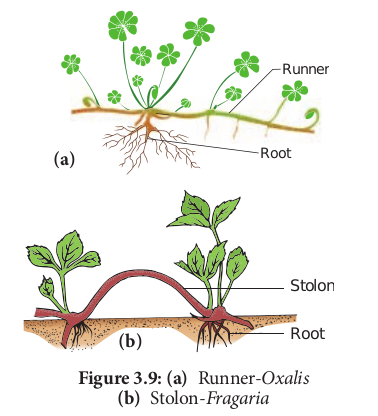 Runner
Root
(a)
Stolon
Root
(b)
Figure 3.9: (a) Runner-Oxalis
(b) Stolon-Fragaria